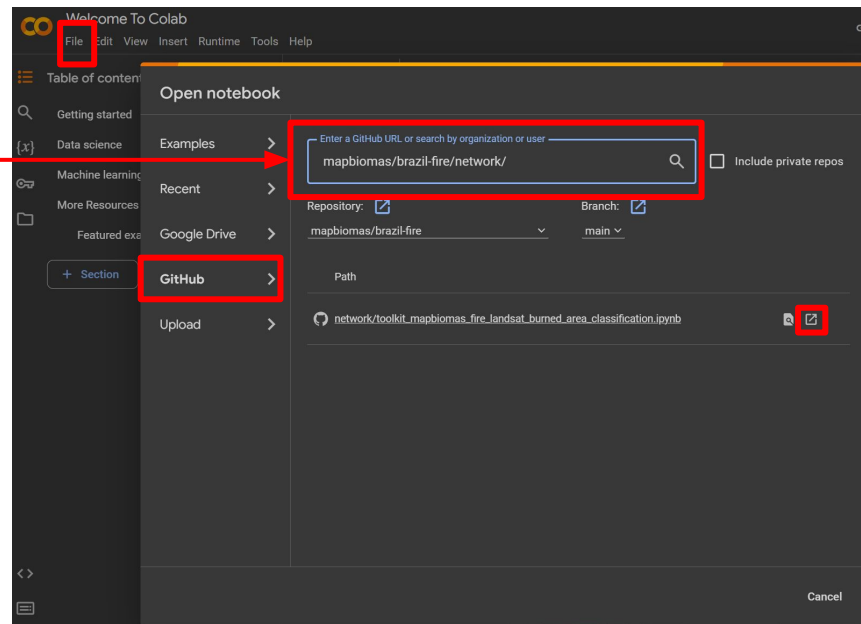 Welcome To Colab
File Edit View Insert Runtime Tools Help
Table of content
Getting started
Data science
Machine learning
More Resources
Featured exa
+ Section
Open notebook
Examples
Recent
Google Drive
GitHub
Upload
Enter a GitHub URL or search by organization or user
mapbiomas/brazil-fire/network/
Include private repos
Repository:
Branch:
mapbiomas/brazil-fire
main
Path
network/toolkit_mapbiomas_fire_landsat_burned_area_classification.ipynb
Cancel